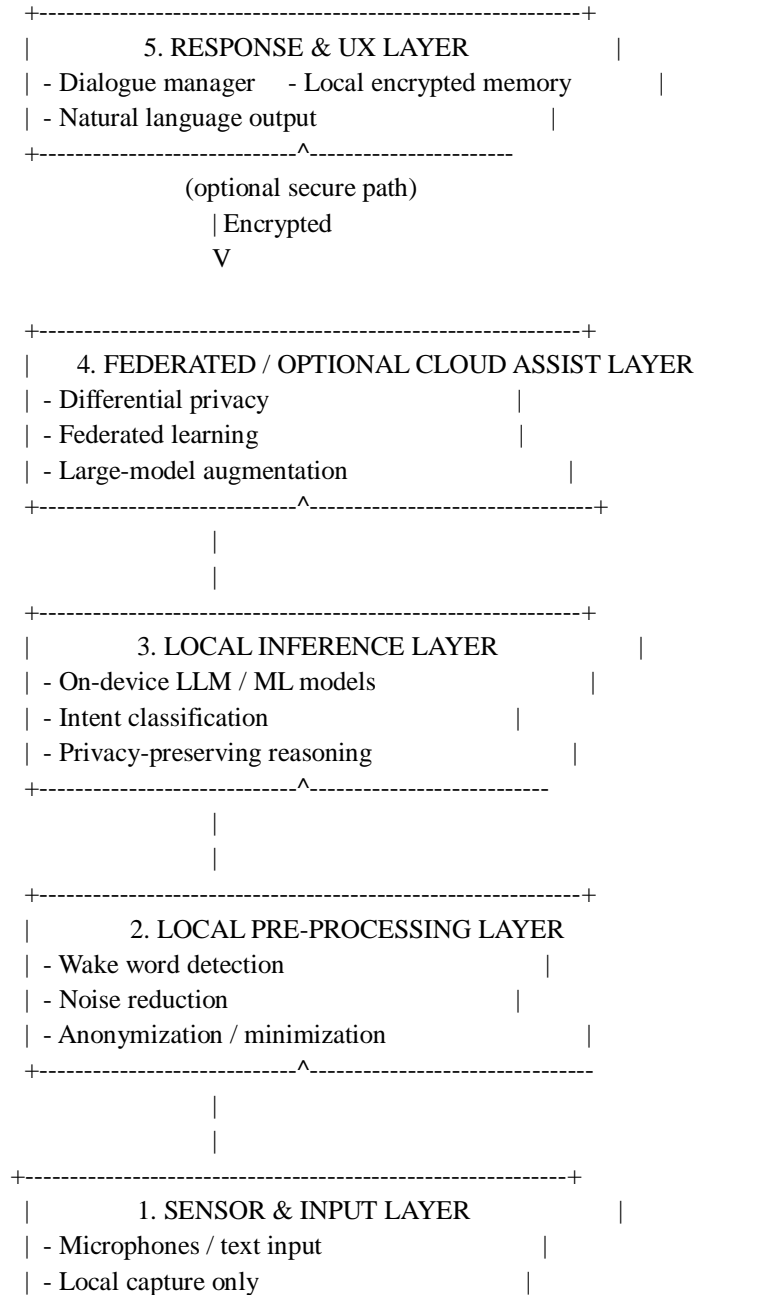 +------------------------------------------------------------+
| 5. RESPONSE & UX LAYER |
| - Dialogue manager - Local encrypted memory |
| - Natural language output |
+----------------------------^-----------------------
(optional secure path)
| Encrypted
V
+------------------------------------------------------------+
| 4. FEDERATED / OPTIONAL CLOUD ASSIST LAYER
| - Differential privacy |
| - Federated learning |
| - Large-model augmentation |
+----------------------------^--------------------------------+
|
|
+------------------------------------------------------------+
| 3. LOCAL INFERENCE LAYER |
| - On-device LLM / ML models |
| - Intent classification |
| - Privacy-preserving reasoning |
+----------------------------^---------------------------
|
|
+------------------------------------------------------------+
| 2. LOCAL PRE-PROCESSING LAYER
| - Wake word detection |
| - Noise reduction |
| - Anonymization / minimization |
+----------------------------^--------------------------------
|
|
+------------------------------------------------------------+
| 1. SENSOR & INPUT LAYER |
| - Microphones / text input |
| - Local capture only |